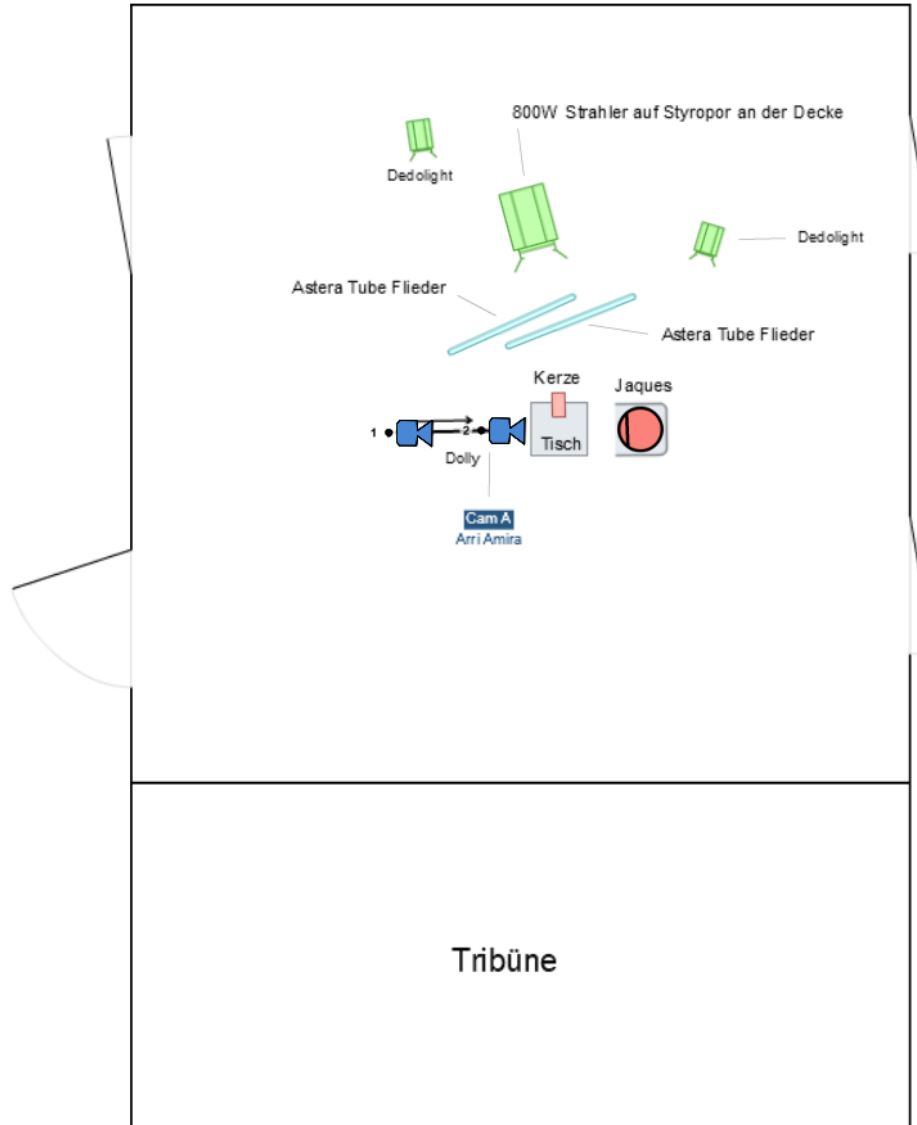 800W Strahler auf Styropor an der Decke
Dedolight
Dedolight
Astera Tube Flieder
Astera Tube Flieder
Kerze
Jaques
1
2
Tisch
Dolly
Cam A
Arri Amira
Tribüne